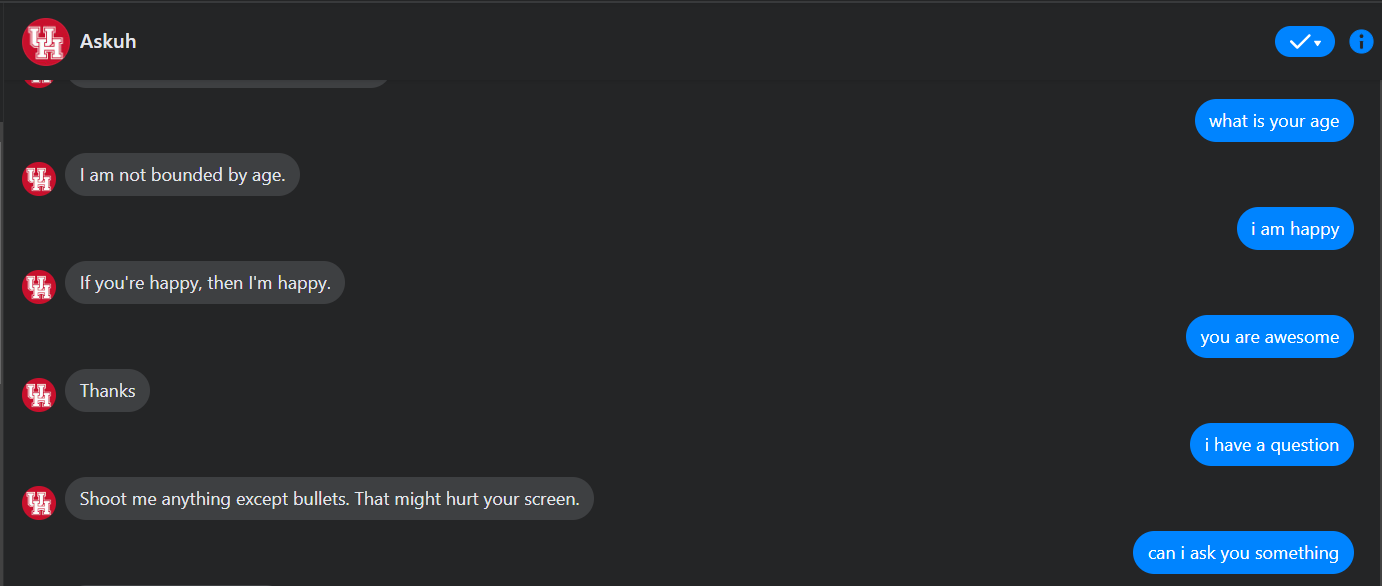 Askuh
what is your age
I am not bounded by age.
i am happy
If you're happy, then I'm happy.
you are awesome
Thanks
i have a question
Shoot me anything except bullets. That might hurt your screen.
can i ask you something